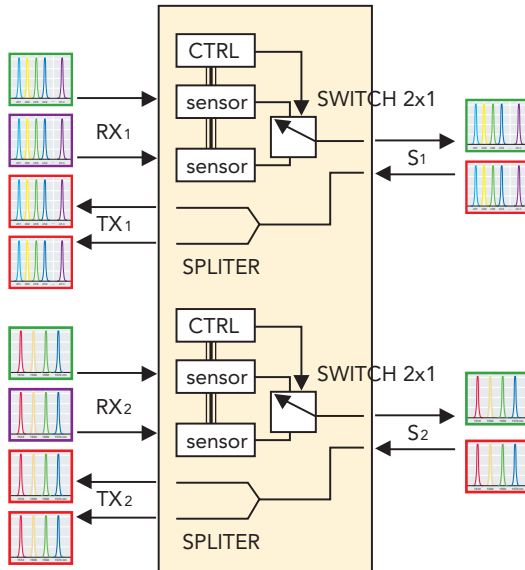 CTRL
sensor
SWITCH 2x1
RX1
sensor
S1
TX1
SPLITER
CTRL
sensor
SWITCH 2x1
RX2
sensor
S2
TX2
SPLITER